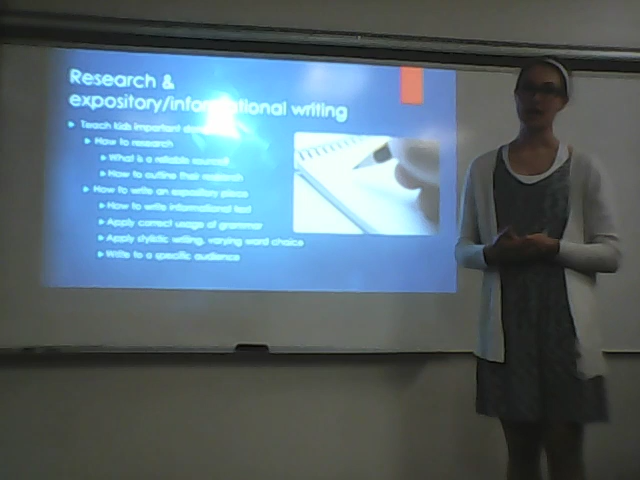 Research &
expository/informational writing
Teach kids important
How to research
What is a reliable source?
How to outline their research
How to write an expository piece
How to write informational text
Apply correct usage of grammar
Apply stylistic writing, varying word choice
Write to a specific audience